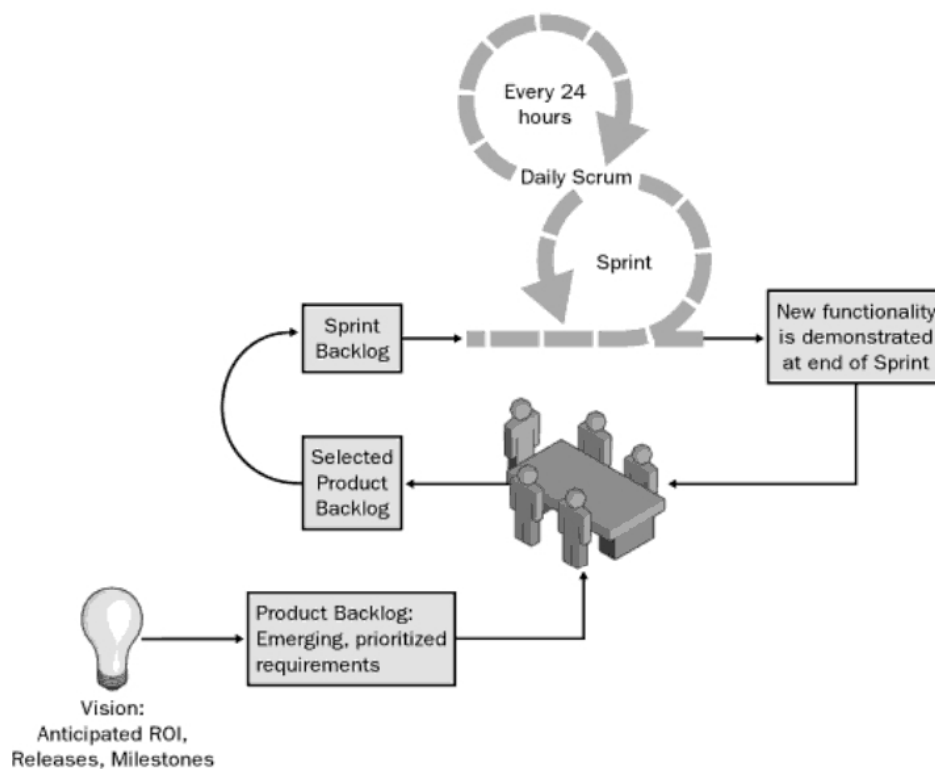 Every 24
hours
Daily Scrum
Sprint
Sprint
Backlog
New functionality
is demonstrated
at end of Sprint
Selected
Product
Backlog
Product Backlog:
Emerging, prioritized
requirements
Vision:
Anticipated ROI,
Releases, Milestones